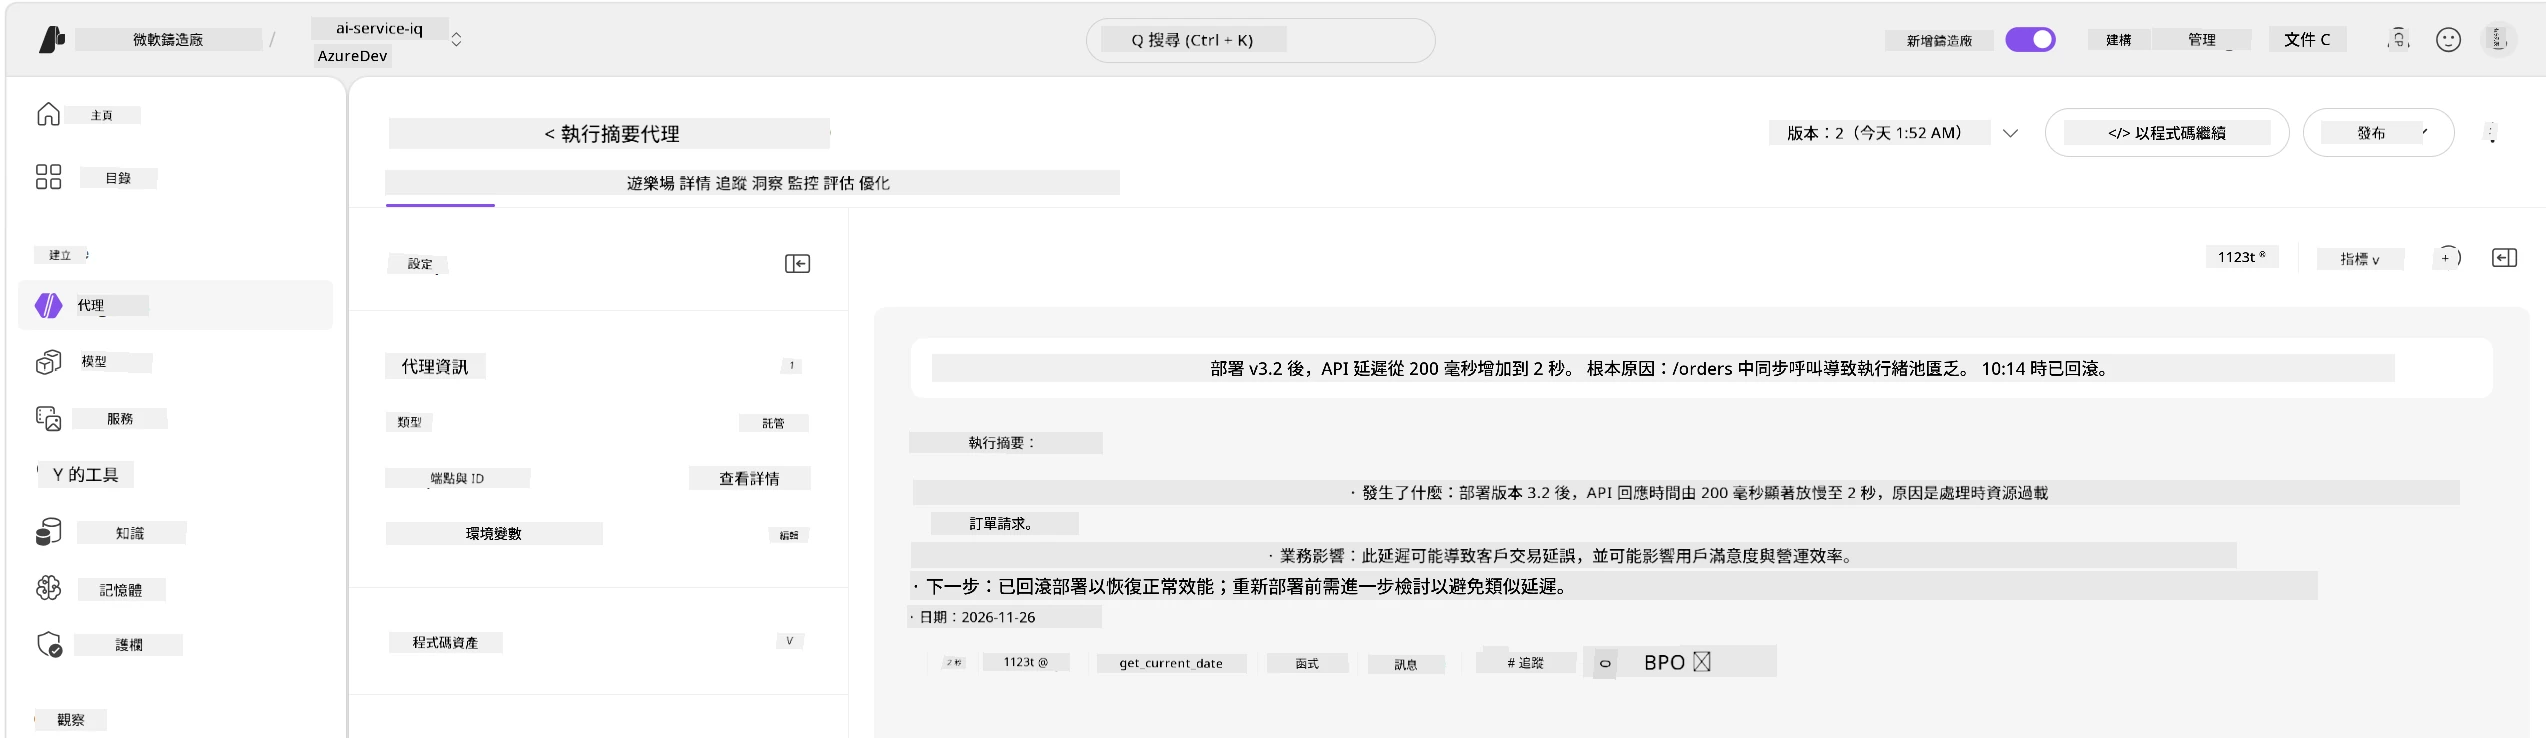 微軟鑄造廠 /
ai-service-iq
AzureDev
Q 搜尋 (Ctrl + K)
新增鑄造廠
建構
管理
文件 C
主頁
目錄
建立
代理
模型
服務
Y 的工具
知識
記憶體
護欄
觀察
< 執行摘要代理
版本：2（今天 1:52 AM）
</> 以程式碼繼續
發布
遊樂場 詳情 追蹤 洞察 監控 評估 優化
設定
代理資訊
1
類型
託管
端點與 ID
查看詳情
環境變數
編輯
程式碼資產
V
1123t
指標 v
部署 v3.2 後，API 延遲從 200 毫秒增加到 2 秒。 根本原因：/orders 中同步呼叫導致執行緒池匱乏。 10:14 時已回滾。
執行摘要：
· 發生了什麼：部署版本 3.2 後，API 回應時間由 200 毫秒顯著放慢至 2 秒，原因是處理時資源過載
訂單請求。
· 業務影響：此延遲可能導致客戶交易延誤，並可能影響用戶滿意度與營運效率。
· 下一步：已回滾部署以恢復正常效能；重新部署前需進一步檢討以避免類似延遲。
· 日期：2026-11-26
2 秒
1123t @
get_current_date
函式
訊息
# 追蹤
BPO